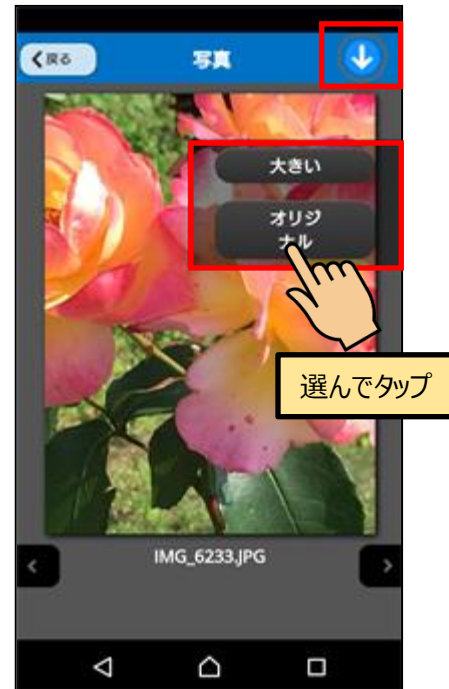 戻る
写真
大きい
オリジ
ナル
選んでタップ
IMG_6233.JPG